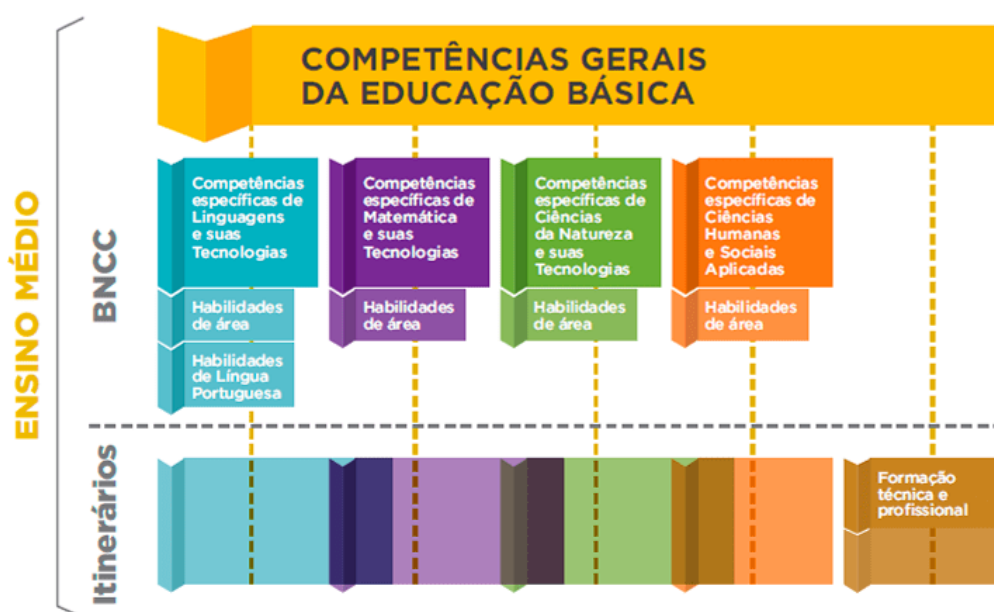 COMPETÊNCIAS GERAIS
DA EDUCAÇÃO BÁSICA
ENSINO MÉDIO
BNCC
Competências
específicas de
Linguagens
e suas
Tecnologias
Habilidades
de área
Habilidades
de Língua
Portuguesa
Competências
específicas de
Matemática
e suas
Tecnologias
Habilidades
de área
Competências
específicas de
Ciências
da Natureza
e suas
Tecnologias
Habilidades
de área
Competências
específicas de
Ciências
Humanas
e Sociais
Aplicadas
Habilidades
de área
Itinerários
Formação
técnica e
profissional